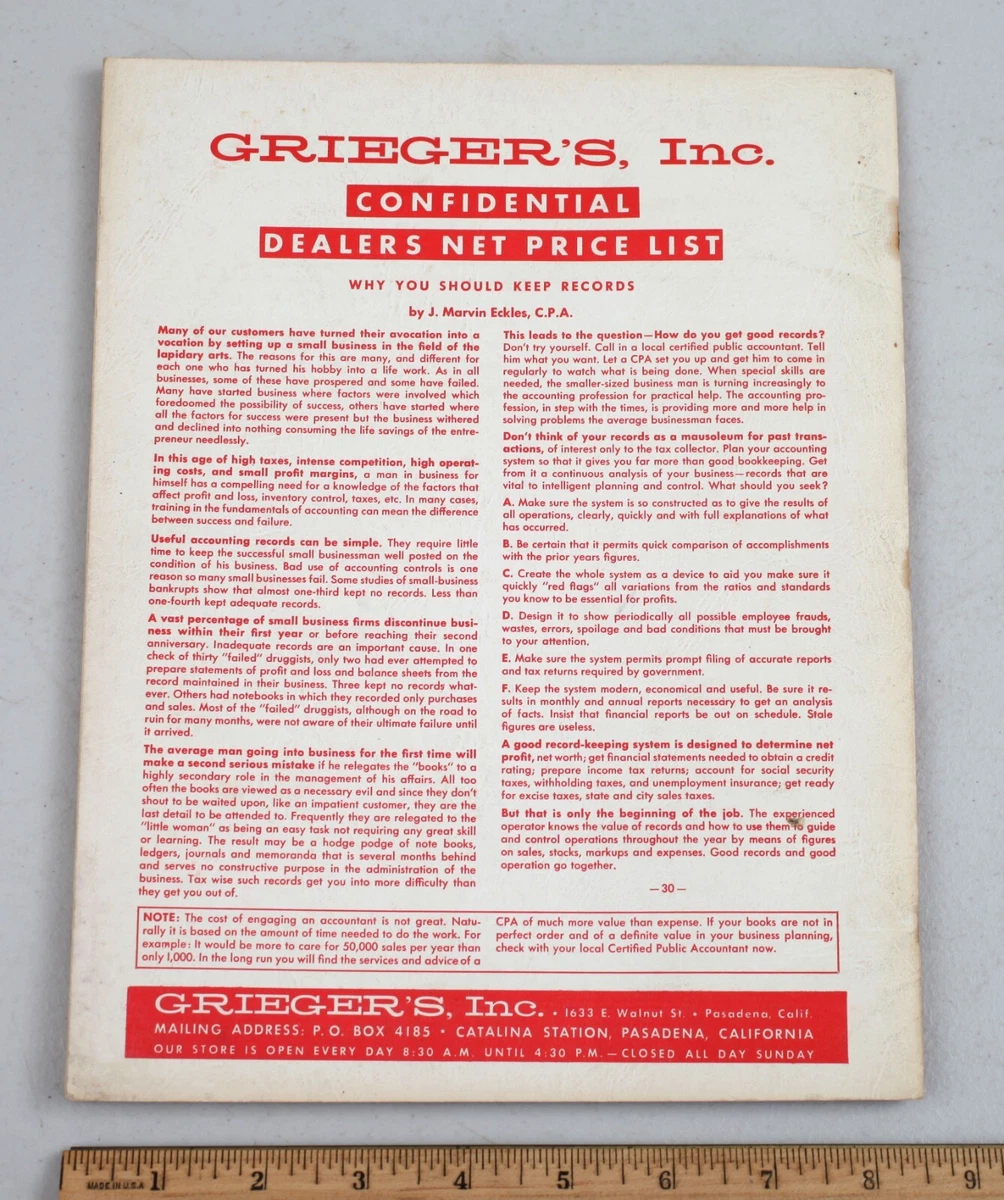 GRIEGER'S, Inc.
CONFIDENTIAL
DEALERS NET PRICE LIST
WHY YOU SHOULD KEEP RECORDS
by J. Marvin Eckles, C.P.A.
Many of our customers have turned their avocation into a
vocation by setting up a small business in the field of the
lapidary arts. The reasons for this are many, and different for
each one who has turned his hobby into a life work. As in all
businesses, some of these have prospered and some have failed.
Many have started business where factors were involved which
foredoomed the possibility of success, others have started where
all the factors for success were present but the business withered
and declined into nothing consuming the life savings of the entre-
preneur needlessly.
In this age of high taxes, intense competition, high operat-
ing costs, and small profit margins, a man in business for
himself has a compelling need for a knowledge of the factors that
affect profit and loss, inventory control, taxes, etc. In many cases,
training in the fundamentals of accounting can mean the difference
between success and failure.
Useful accounting records can be simple. They require little
time to keep the successful small businessman well posted on the
condition of his business. Bad use of accounting controls is one
reason so many small businesses fail. Some studies of small-business
bankrupts show that almost one-third kept no records. Less than
one-fourth kept adequate records.
A vast percentage of small business firms discontinue busi-
ness within their first year or before reaching their second
anniversary. Inadequate records are an important cause. In one
check of thirty "failed" druggists, only two had ever attempted to
prepare statements of profit and loss and balance sheets from the
record maintained in their business. Three kept no records what-
ever. Others had notebooks in which they recorded only purchases
and sales. Most of the "failed" druggists, although on the road to
ruin for many months, were not aware of their ultimate failure until
it arrived.
The average man going into business for the first time will
make a second serious mistake if he relegates the "books" to a
highly secondary role in the management of his affairs. All too
often the books are viewed as a necessary evil and since they don't
shout to be waited upon, like an impatient customer, they are the
last detail to be attended to. Frequently they are relegated to the
"little woman" as being an easy task not requiring any great skill
or learning. The result may be a hodge podge of note books,
ledgers, journals and memoranda that is several months behind
and serves no constructive purpose in the administration of the
business. Tax wise such records get you into more difficulty than
they get you out of.
This leads to the question—How do you get good records?
Don't try yourself. Call in a local certified public accountant. Tell
him what you want. Let a CPA set you up and get him to come in
regularly to watch what is being done. When special skills are
needed, the smaller-sized business man is turning increasingly to
the accounting profession for practical help. The accounting pro-
fession, in step with the times, is providing more and more help in
solving problems the average businessman faces.
Don't think of your records as a mausoleum for past trans-
actions, of interest only to the tax collector. Plan your accounting
system so that it gives you far more than good bookkeeping. Get
from it a continuous analysis of your business—records that are
vital to intelligent planning and control. What should you seek?
A. Make sure the system is so constructed as to give the results of
all operations, clearly, quickly and with full explanations of what
has occurred.
B. Be certain that it permits quick comparison of accomplishments
with the prior years figures.
C. Create the whole system as a device to aid you make sure it
quickly "red flags" all variations from the ratios and standards
you know to be essential for profits.
D. Design it to show periodically all possible employee frauds,
wastes, errors, spoilage and bad conditions that must be brought
to your attention.
E. Make sure the system permits prompt filing of accurate reports
and tax returns required by government.
F. Keep the system modern, economical and useful. Be sure it re-
sults in monthly and annual reports necessary to get an analysis
of facts. Insist that financial reports be out on schedule. Stale
figures are useless.
A good record-keeping system is designed to determine net
profit, net worth; get financial statements needed to obtain a credit
rating; prepare income tax returns; account for social security
taxes, withholding taxes, and unemployment insurance; get ready
for excise taxes, state and city sales taxes.
But that is only the beginning of the job. The experienced
operator knows the value of records and how to use them to guide
and control operations throughout the year by means of figures
on sales, stocks, markups and expenses. Good records and good
operation go together.
—30—
NOTE: The cost of engaging an accountant is not great. Natu-
rally it is based on the amount of time needed to do the work. For
example: It would be more to care for 50,000 sales per year than
only 1,000. In the long run you will find the services and advice of a
CPA of much more value than expense. If your books are not in
perfect order and of a definite value in your business planning,
check with your local Certified Public Accountant now.
GRIEGER'S, Inc. • 1633 E. Walnut St. • Pasadena, Calif.
MAILING ADDRESS: P. O. BOX 4185 • CATALINA STATION, PASADENA, CALIFORNIA
OUR STORE IS OPEN EVERY DAY 8:30 A.M. UNTIL 4:30 P.M.—CLOSED ALL DAY SUNDAY
MADE IN U.S.A 1 2 3 4 5 6 7 8 9